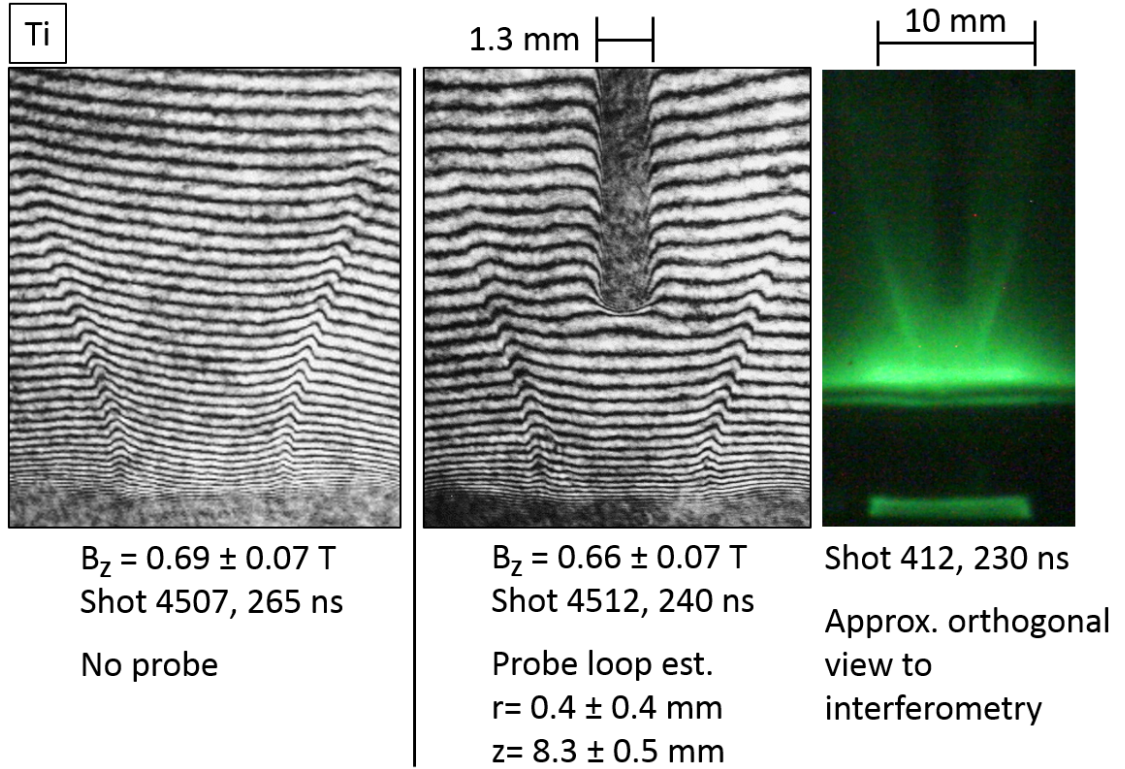 Ti
1.3 mm
10 mm
B_z = 0.69 ± 0.07 T
Shot 4507, 265 ns
No probe
B_z = 0.66 ± 0.07 T
Shot 4512, 240 ns
Probe loop est.
r= 0.4 ± 0.4 mm
z= 8.3 ± 0.5 mm
Shot 412, 230 ns
Approx. orthogonal
view to
interferometry